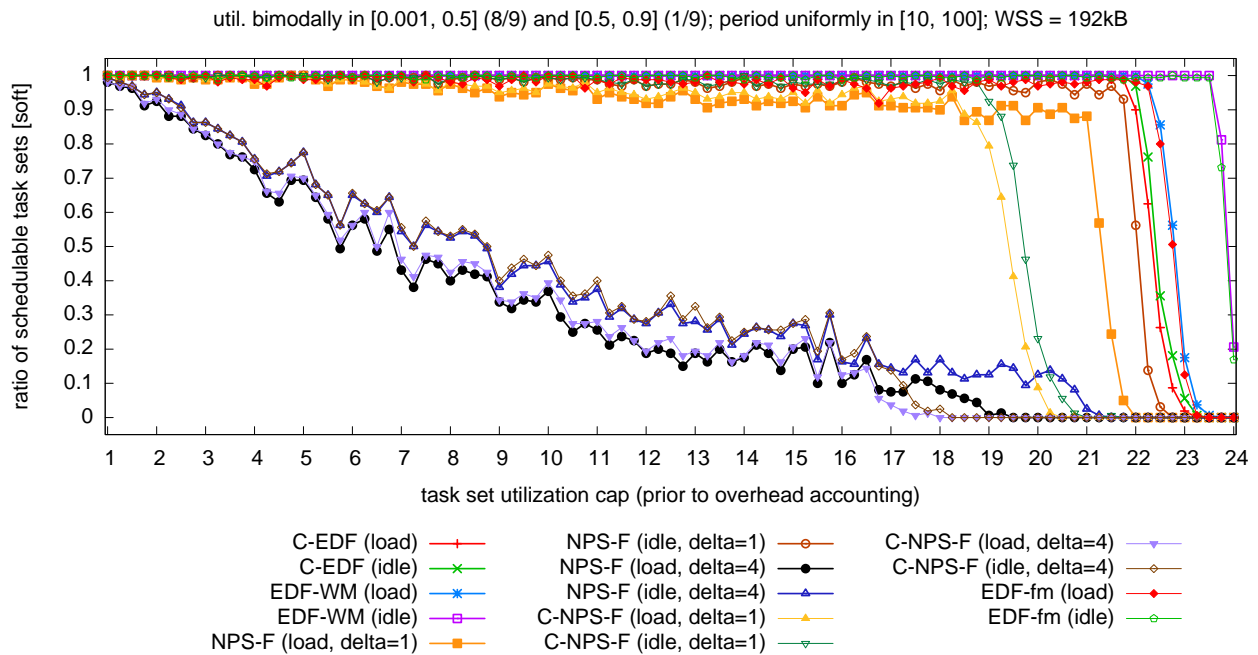 util. bimodally in [0.001, 0.5] (8/9) and [0.5, 0.9] (1/9); period uniformly in [10, 100]; WSS = 192kB
ratio of schedulable task sets [soft]
1
0.9
0.8
0.7
0.6
0.5
0.4
0.3
0.2
0.1
0
1 2 3 4 5 6 7 8 9 10 11 12 13 14 15 16 17 18 19 20 21 22 23 24
task set utilization cap (prior to overhead accounting)
C-EDF (load)
C-EDF (idle)
EDF-WM (load)
EDF-WM (idle)
NPS-F (load, delta=1)
NPS-F (idle, delta=1)
NPS-F (load, delta=4)
NPS-F (idle, delta=4)
C-NPS-F (load, delta=1)
C-NPS-F (idle, delta=1)
C-NPS-F (load, delta=4)
C-NPS-F (idle, delta=4)
EDF-fm (load)
EDF-fm (idle)